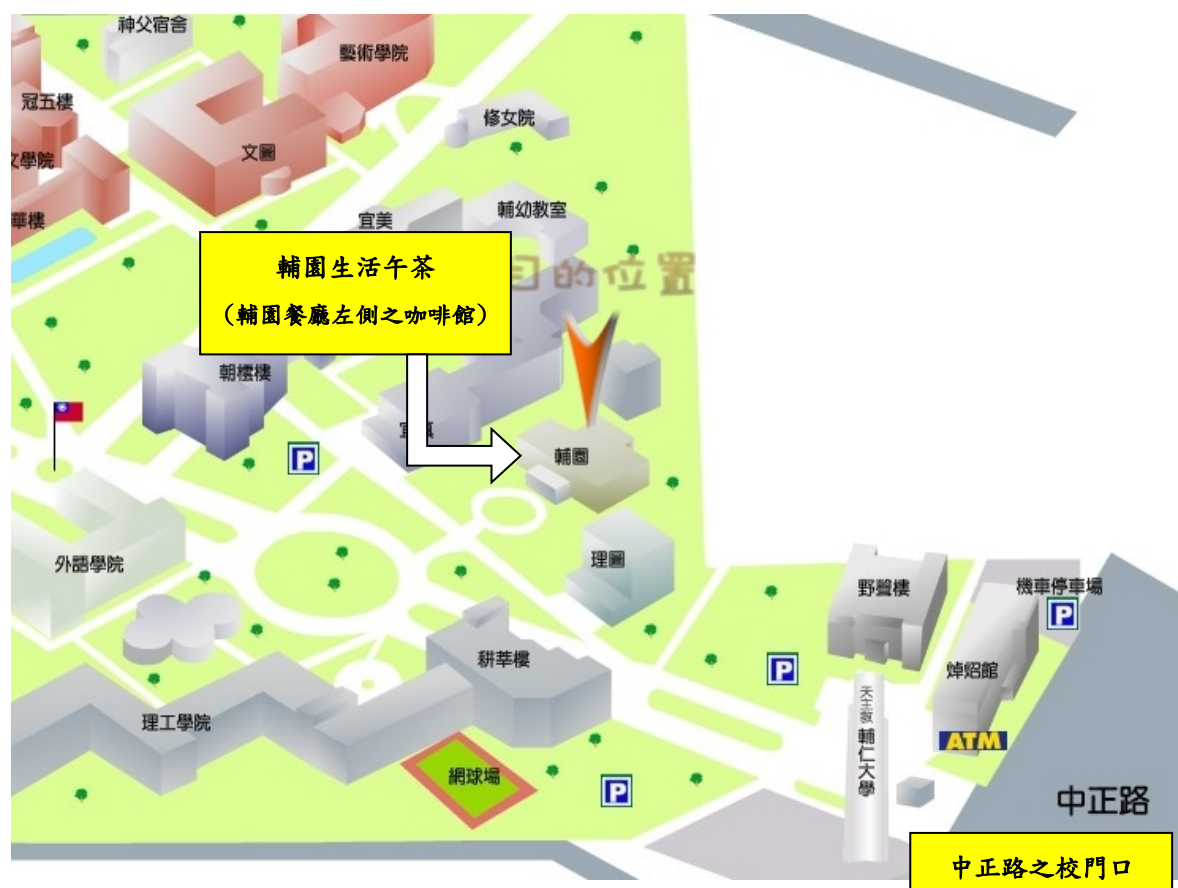 神父宿舍
藝術學院
冠五樓
修女院
文圖
文學院
華樓
宜美
輔幼教室
輔園生活午茶
(輔園餐廳左側之咖啡館)
的位置
朝橒樓
輔園
外語學院
理圖
野聲樓
機車停車場
P
P
耕莘樓
焯炤館
P
理工學院
天主教輔仁大學
ATM
網球場
P
中正路
中正路之校門口